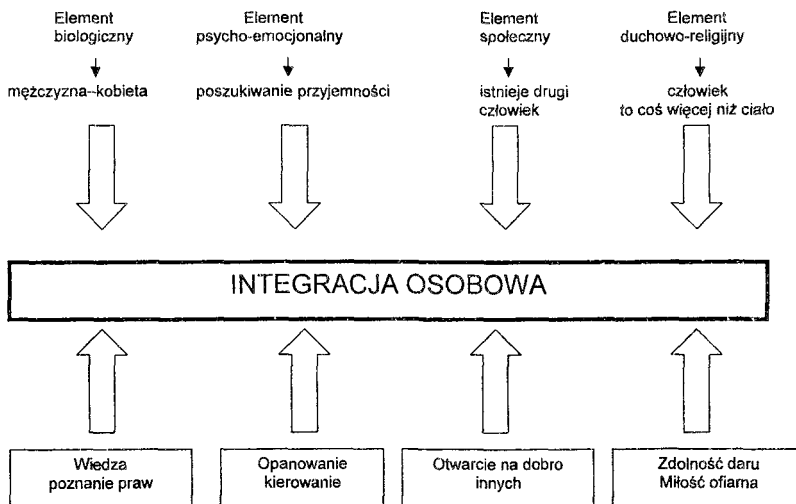 Element
biologiczny
mężczyzna--kobieta
Element
psycho-emocjonalny
poszukiwanie przyjemności
Element
społeczny
istnieje drugi
człowiek
Element
duchowo-religijny
człowiek
to coś więcej niż ciało
INTEGRACJA OSOBOWA
Wiedza
poznanie praw
Opanowanie
kierowanie
Otwarcie na dobro
innych
Zdolność daru
Miłość ofiarna